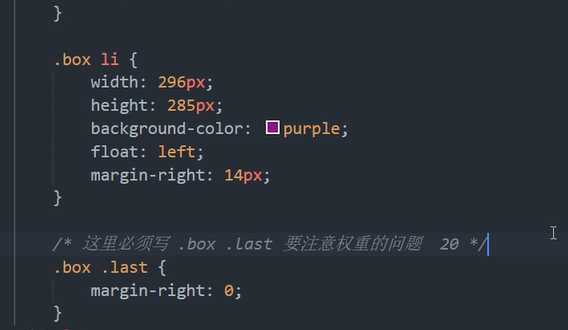 }
.box li {
width: 296px;
height: 285px;
background-color: purple;
float: left;
margin-right: 14px;
}
/* 这里必须写 .box .last 要注意权重的问题  20 */
.box .last {
margin-right: 0;
}